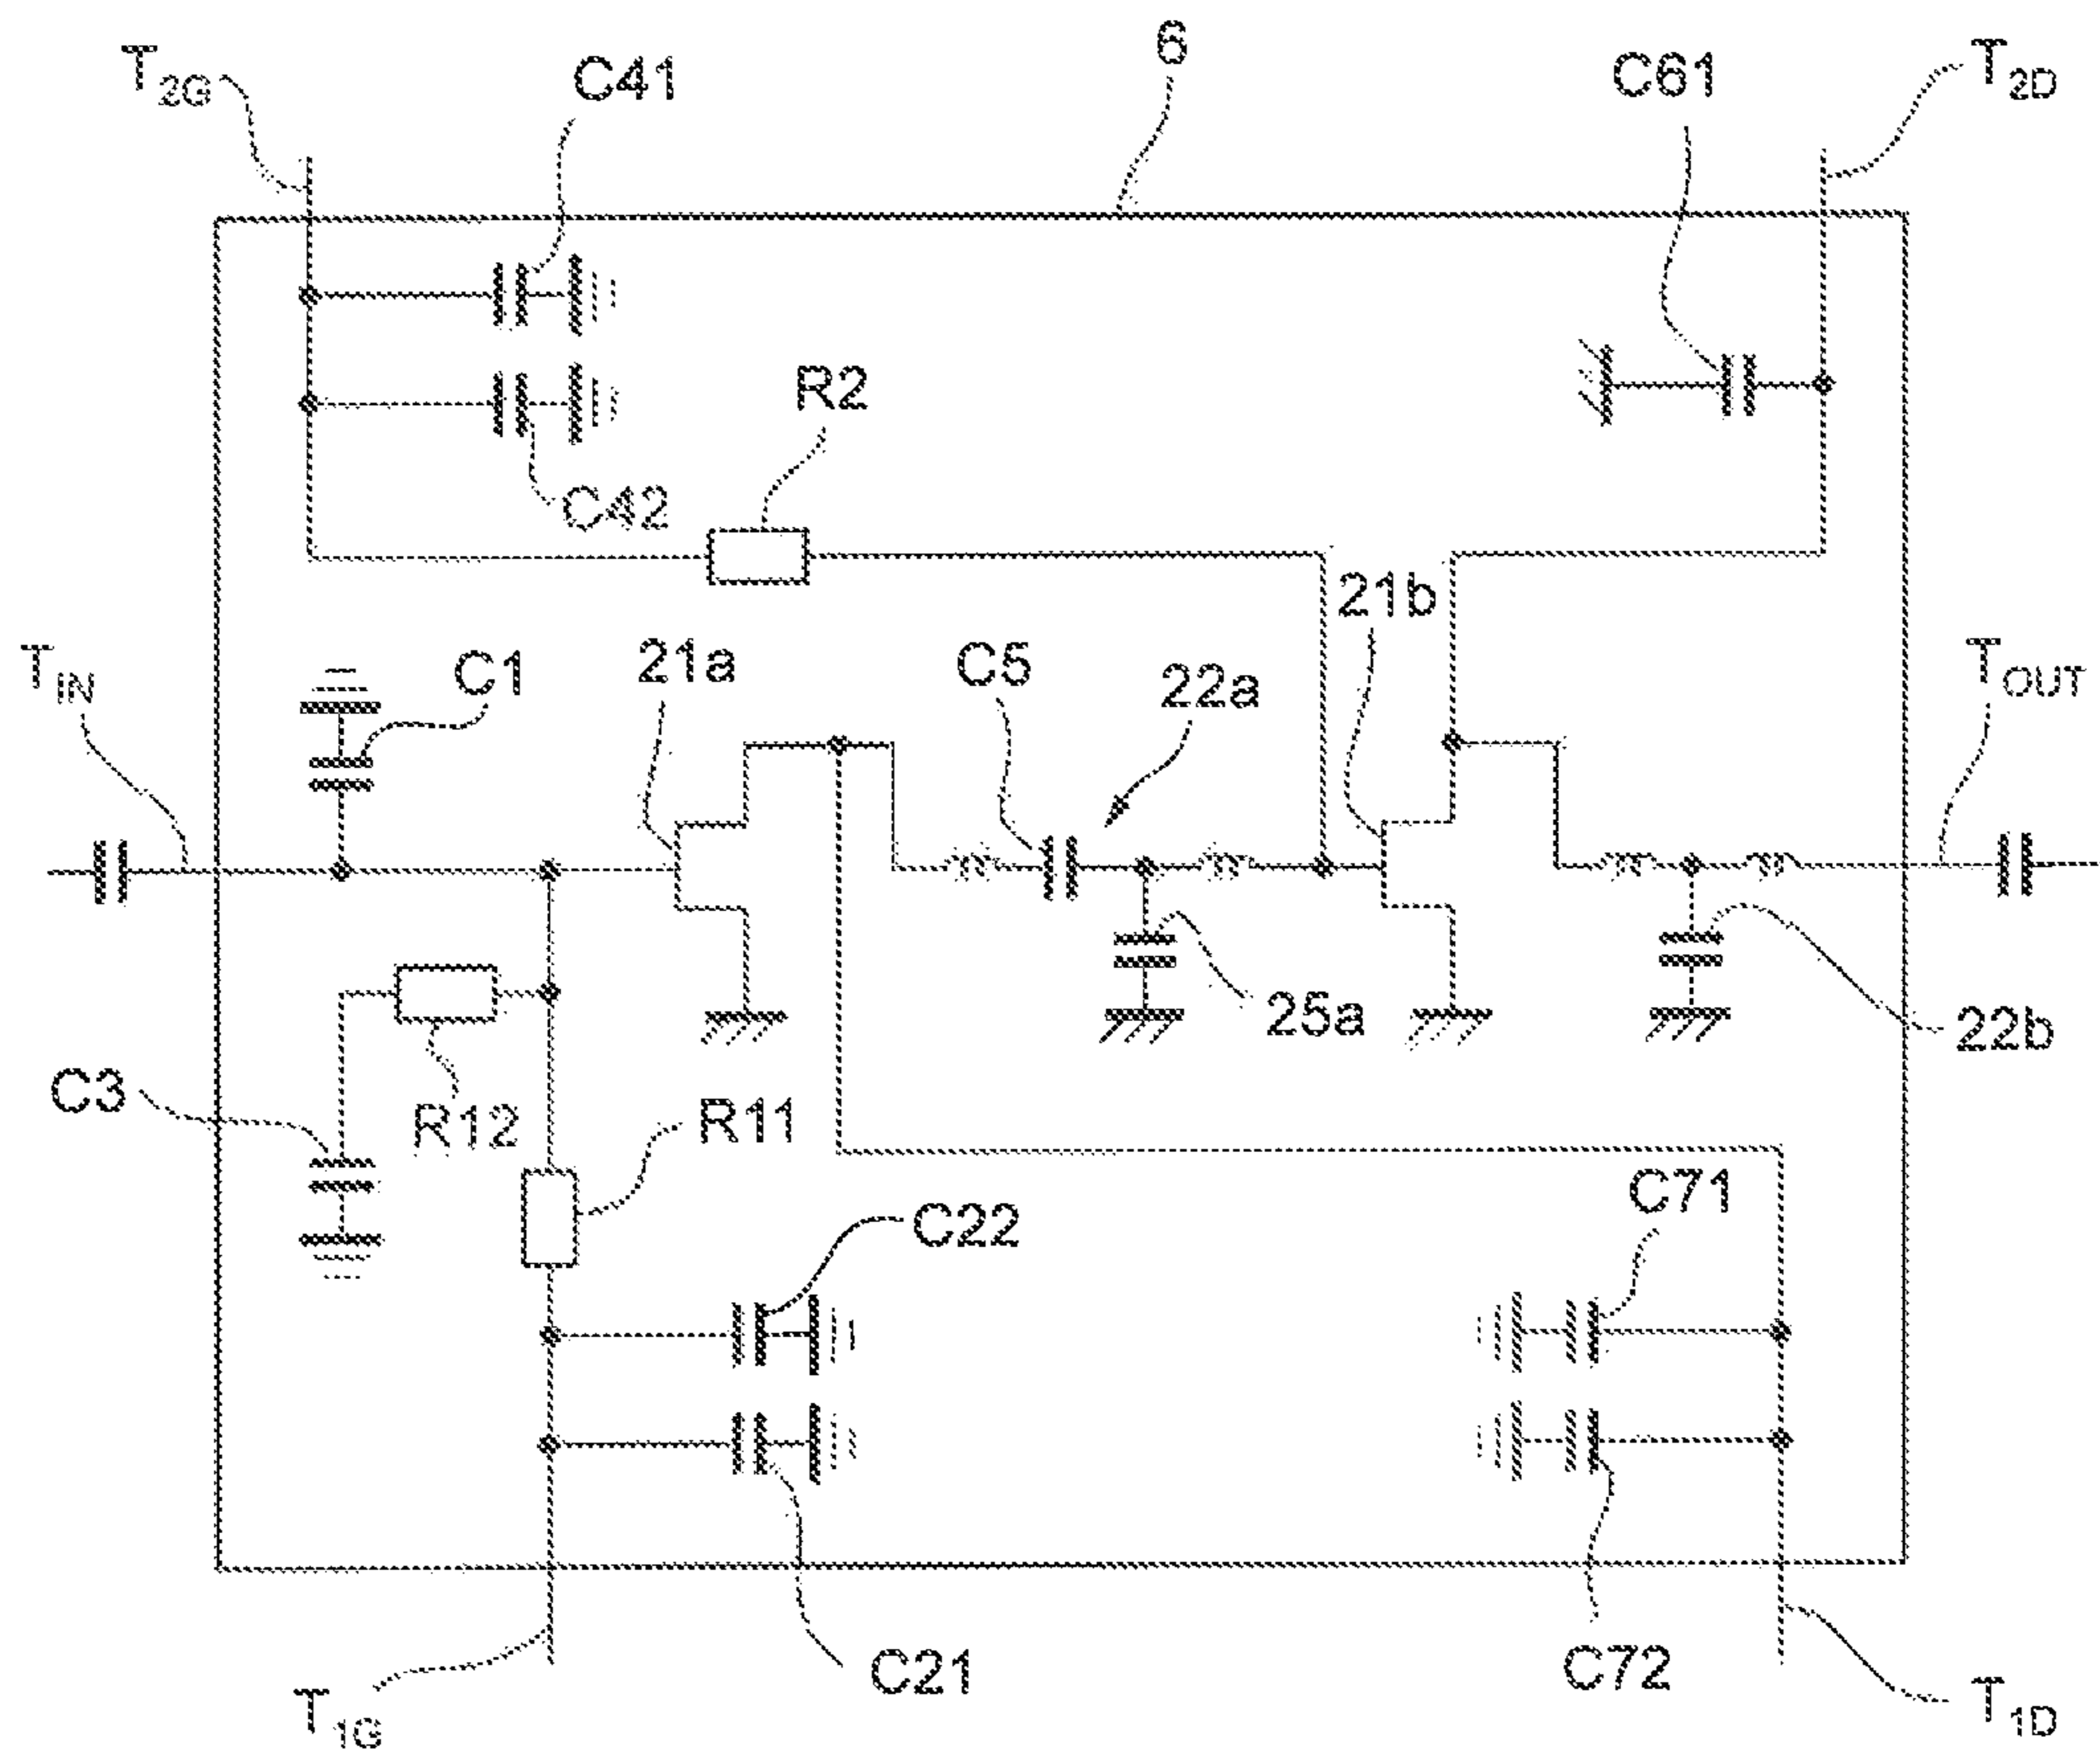 6
T2G
C41
C61
T2D
R2
C42
21b
TIN
C1
21a
C5
22a
TOUT
25a
22b
C3
R12
R11
C71
C22
C21
C72
T1G
T1D